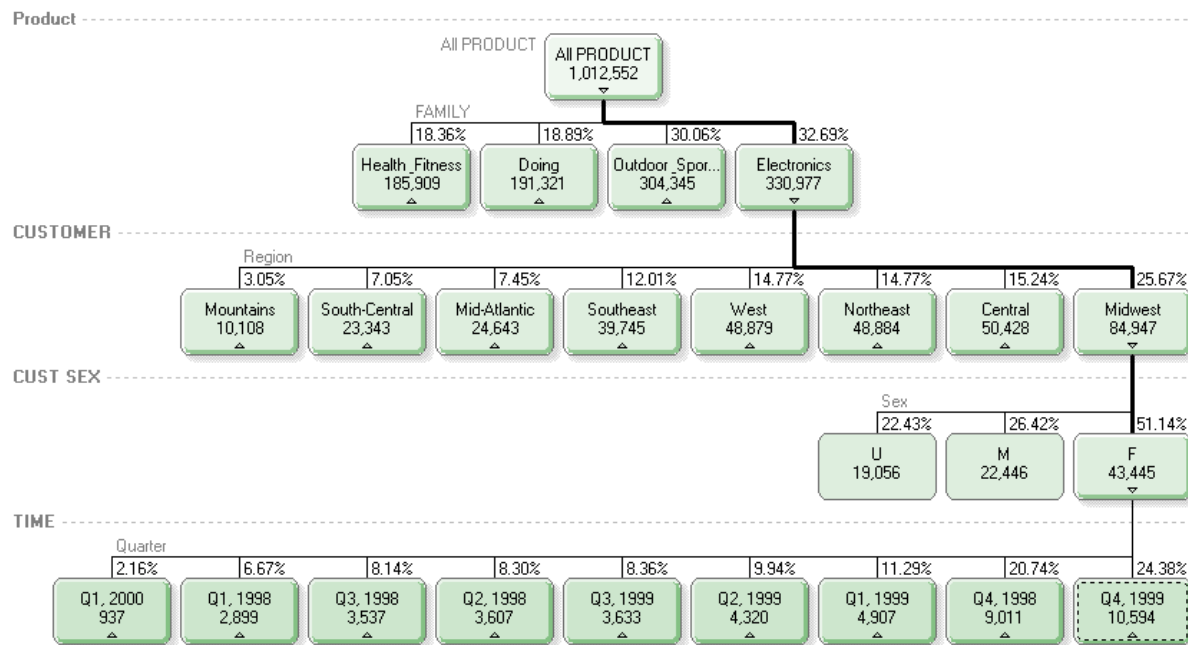 Product
All PRODUCT
All PRODUCT
1,012,552
FAMILY
18.36% 18.89% 30.06% 32.69%
Health_Fitness Doing Outdoor_Spor... Electronics
185,909 191,321 304,345 330,977
CUSTOMER
Region
3.05% 7.05% 7.45% 12.01% 14.77% 14.77% 15.24% 25.67%
Mountains South-Central Mid-Atlantic Southeast West Northeast Central Midwest
10,108 23,343 24,643 39,745 48,879 48,884 50,428 84,947
CUST SEX
Sex
22.43% 26.42% 51.14%
U M F
19,056 22,446 43,445
TIME
Quarter
2.16% 6.67% 8.14% 8.30% 8.36% 9.94% 11.29% 20.74% 24.38%
Q1, 2000 Q1, 1998 Q3, 1998 Q2, 1998 Q3, 1999 Q2, 1999 Q1, 1999 Q4, 1998 Q4, 1999
937 2,899 3,537 3,607 3,633 4,320 4,907 9,011 10,594